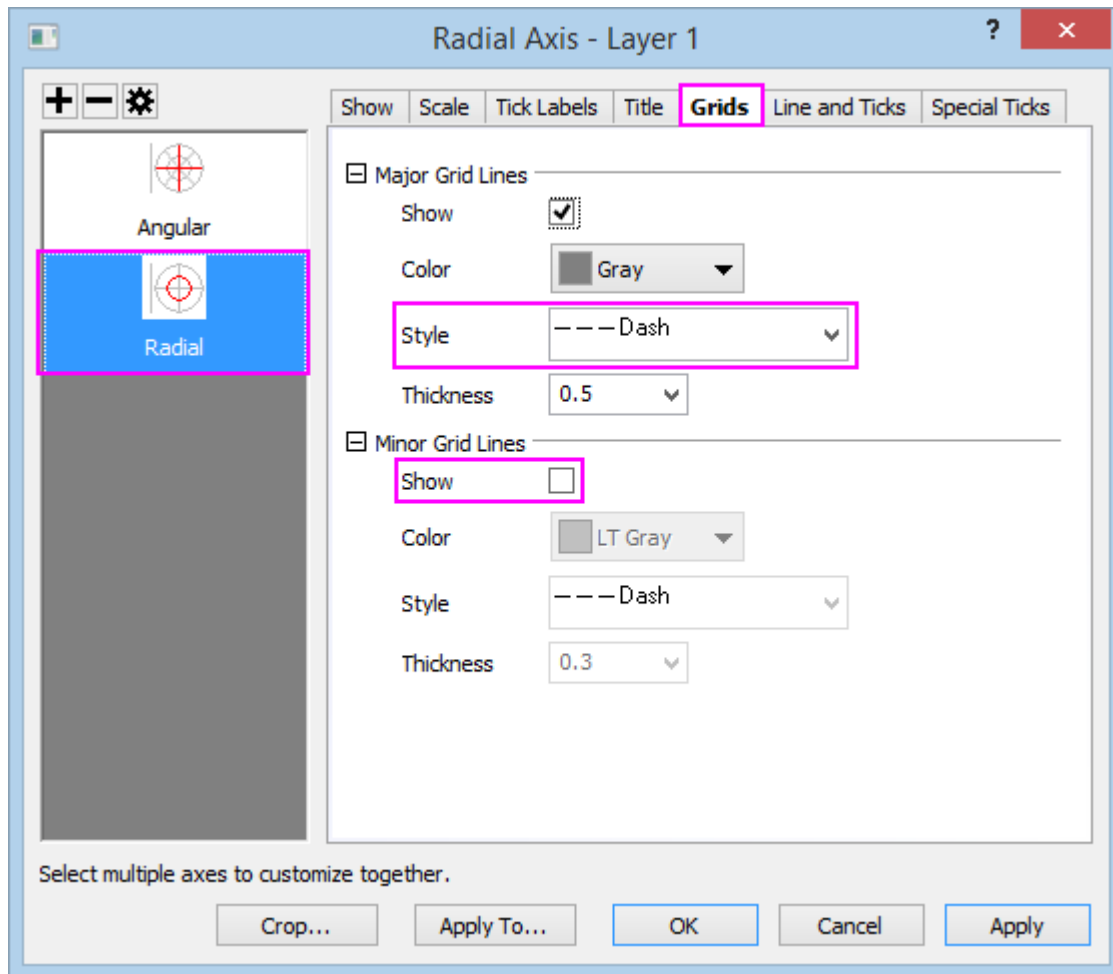 Radial Axis - Layer 1
?
Show Scale Tick Labels Title Grids Line and Ticks Special Ticks
Angular
Radial
Major Grid Lines
Show
Color Gray
Style Dash
Thickness 0.5
Minor Grid Lines
Show
Color LT Gray
Style Dash
Thickness 0.3
Select multiple axes to customize together.
Crop... Apply To... OK Cancel Apply